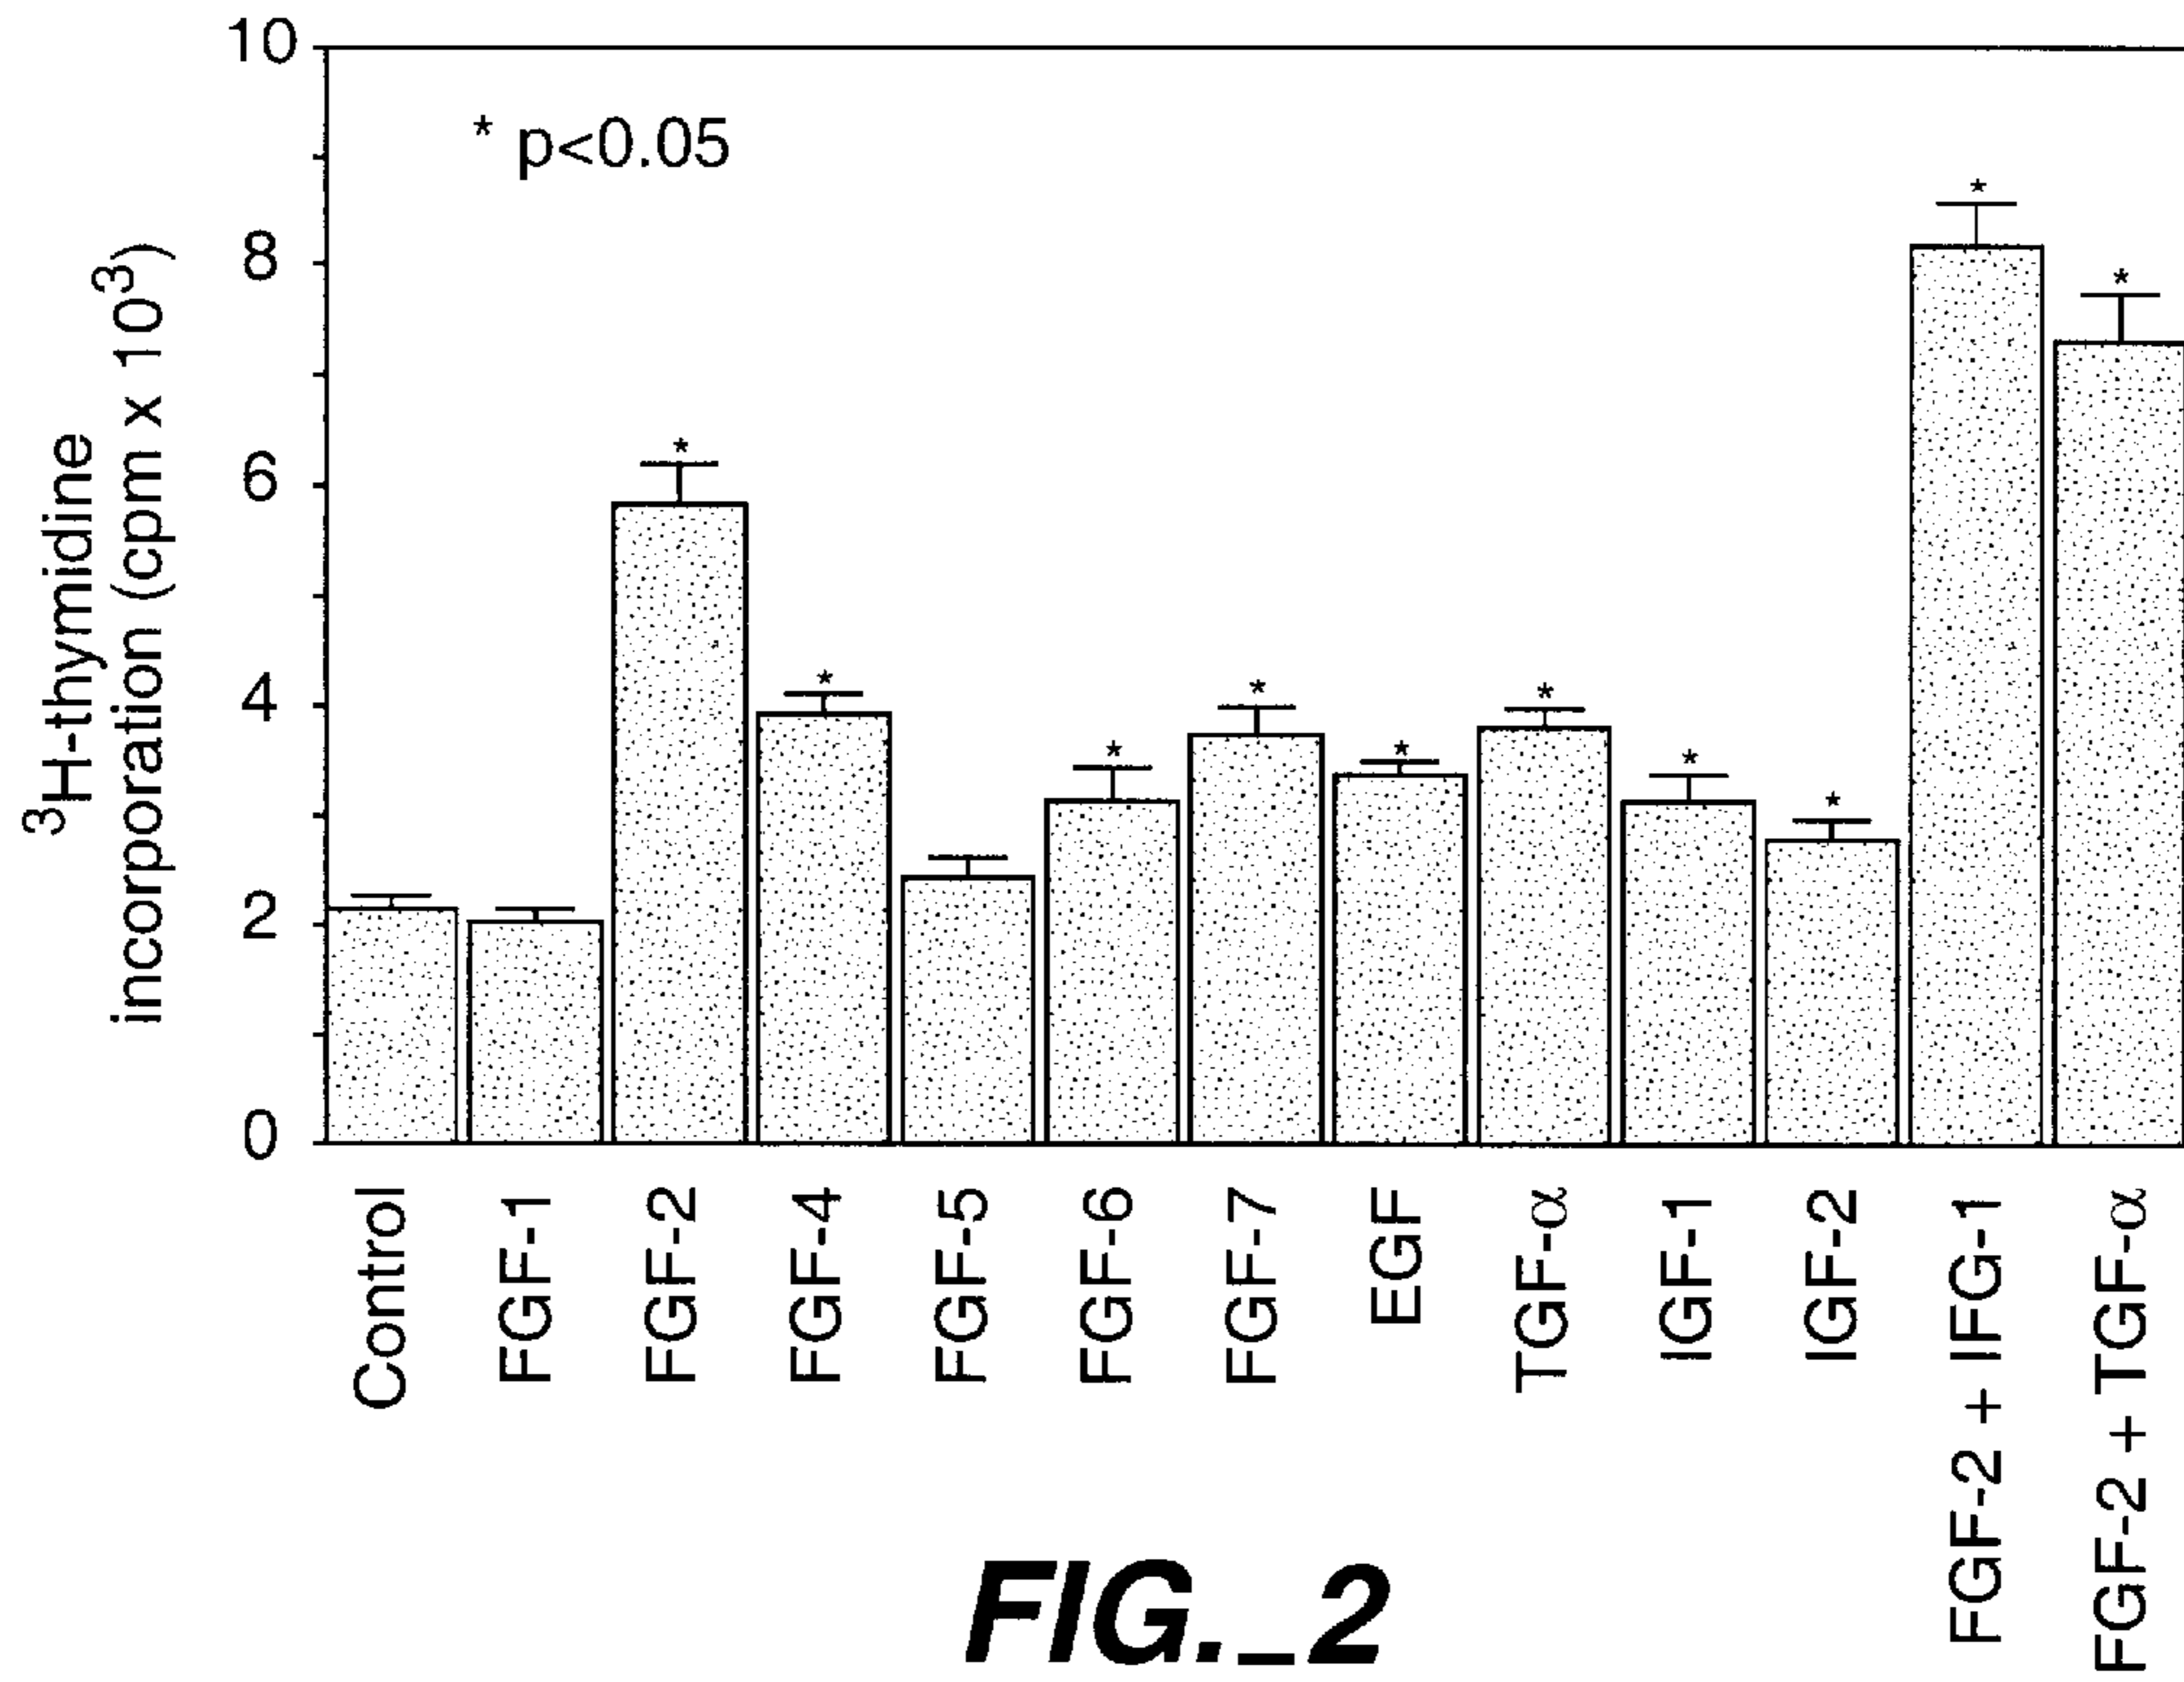 ³H-thymidine
incorporation (cpm x 10³)
10
8
6
4
2
0
* p<0.05
*
*
*
*
*
*
*
*
*
*
Control
FGF-1
FGF-2
FGF-4
FGF-5
FGF-6
FGF-7
EGF
TGF-α
IGF-1
IGF-2
FGF-2 + IFG-1
FGF-2 + TGF-α
FIG._2